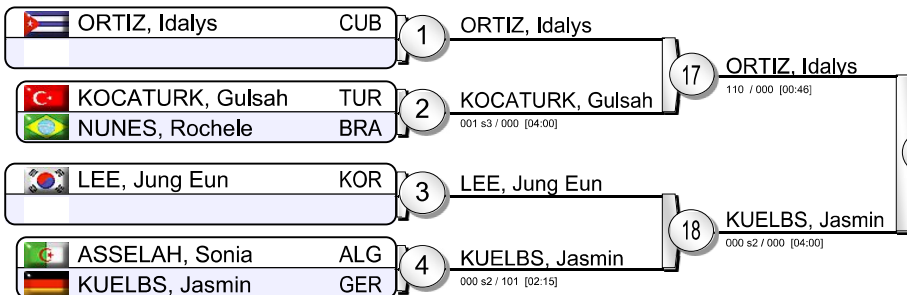 ORTIZ, Idalys CUB
1
ORTIZ, Idalys
17
ORTIZ, Idalys
110 / 000 [00:46]
KOCATURK, Gulsah TUR
NUNES, Rochele BRA
2
KOCATURK, Gulsah
001 s3 / 000 [04:00]
LEE, Jung Eun KOR
3
LEE, Jung Eun
18
KUELBS, Jasmin
000 s2 / 000 [04:00]
ASSELAH, Sonia ALG
KUELBS, Jasmin GER
4
KUELBS, Jasmin
000 s2 / 101 [02:15]